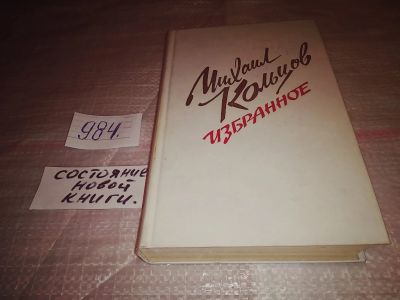 Михаил
Кольцов
ИЗБРАННОЕ
984.
СОСТОЯНИЕ
НОВОЙ
КНИГИ.